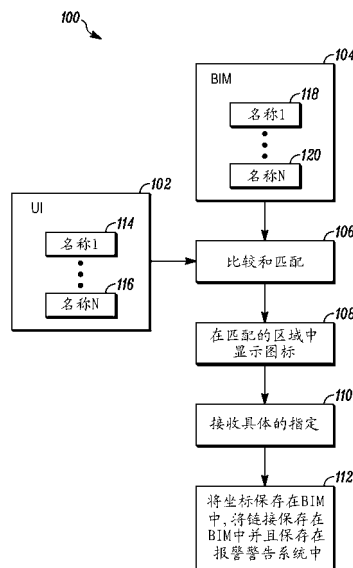 100
104
BIM
118
名称1
120
名称N
102
UI
114
名称1
116
名称N
106
比较和匹配
108
在匹配的区域中
显示图标
110
接收具体的指定
112
将坐标保存在BIM
中,将链接保存在
BIM中并且保存在
报警警告系统中